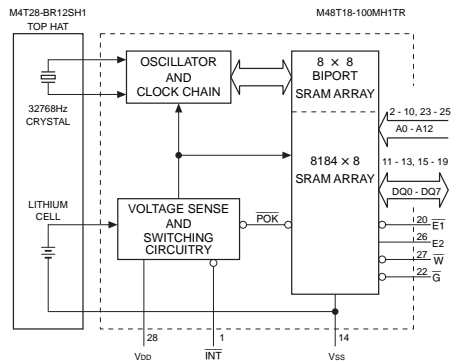 M4T28-BR12SH1
TOP HAT
M48T18-100MH1TR
32768Hz
CRYSTAL
OSCILLATOR
AND
CLOCK CHAIN
8 × 8
BIPORT
SRAM ARRAY
2 - 10, 23 - 25
A0 - A12
8184 × 8
SRAM ARRAY
11 - 13, 15 - 19
DQ0 - DQ7
LITHIUM
CELL
VOLTAGE SENSE
AND
SWITCHING
CIRCUITRY
POK
20 E1
26 E2
27 W
22 G
28
VDD
1
INT
14
VSS